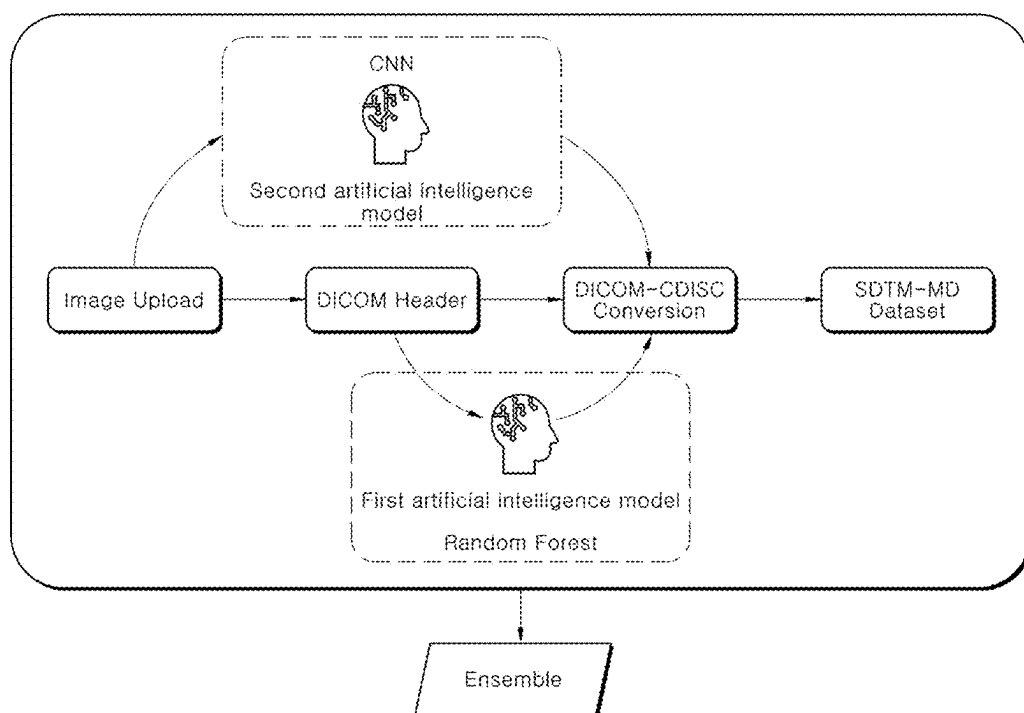 CNN
Second artificial intelligence
model
Image Upload
DICOM Header
DICOM-CDISC
Conversion
SDTM-MD
Dataset
First artificial intelligence model
Random Forest
Ensemble